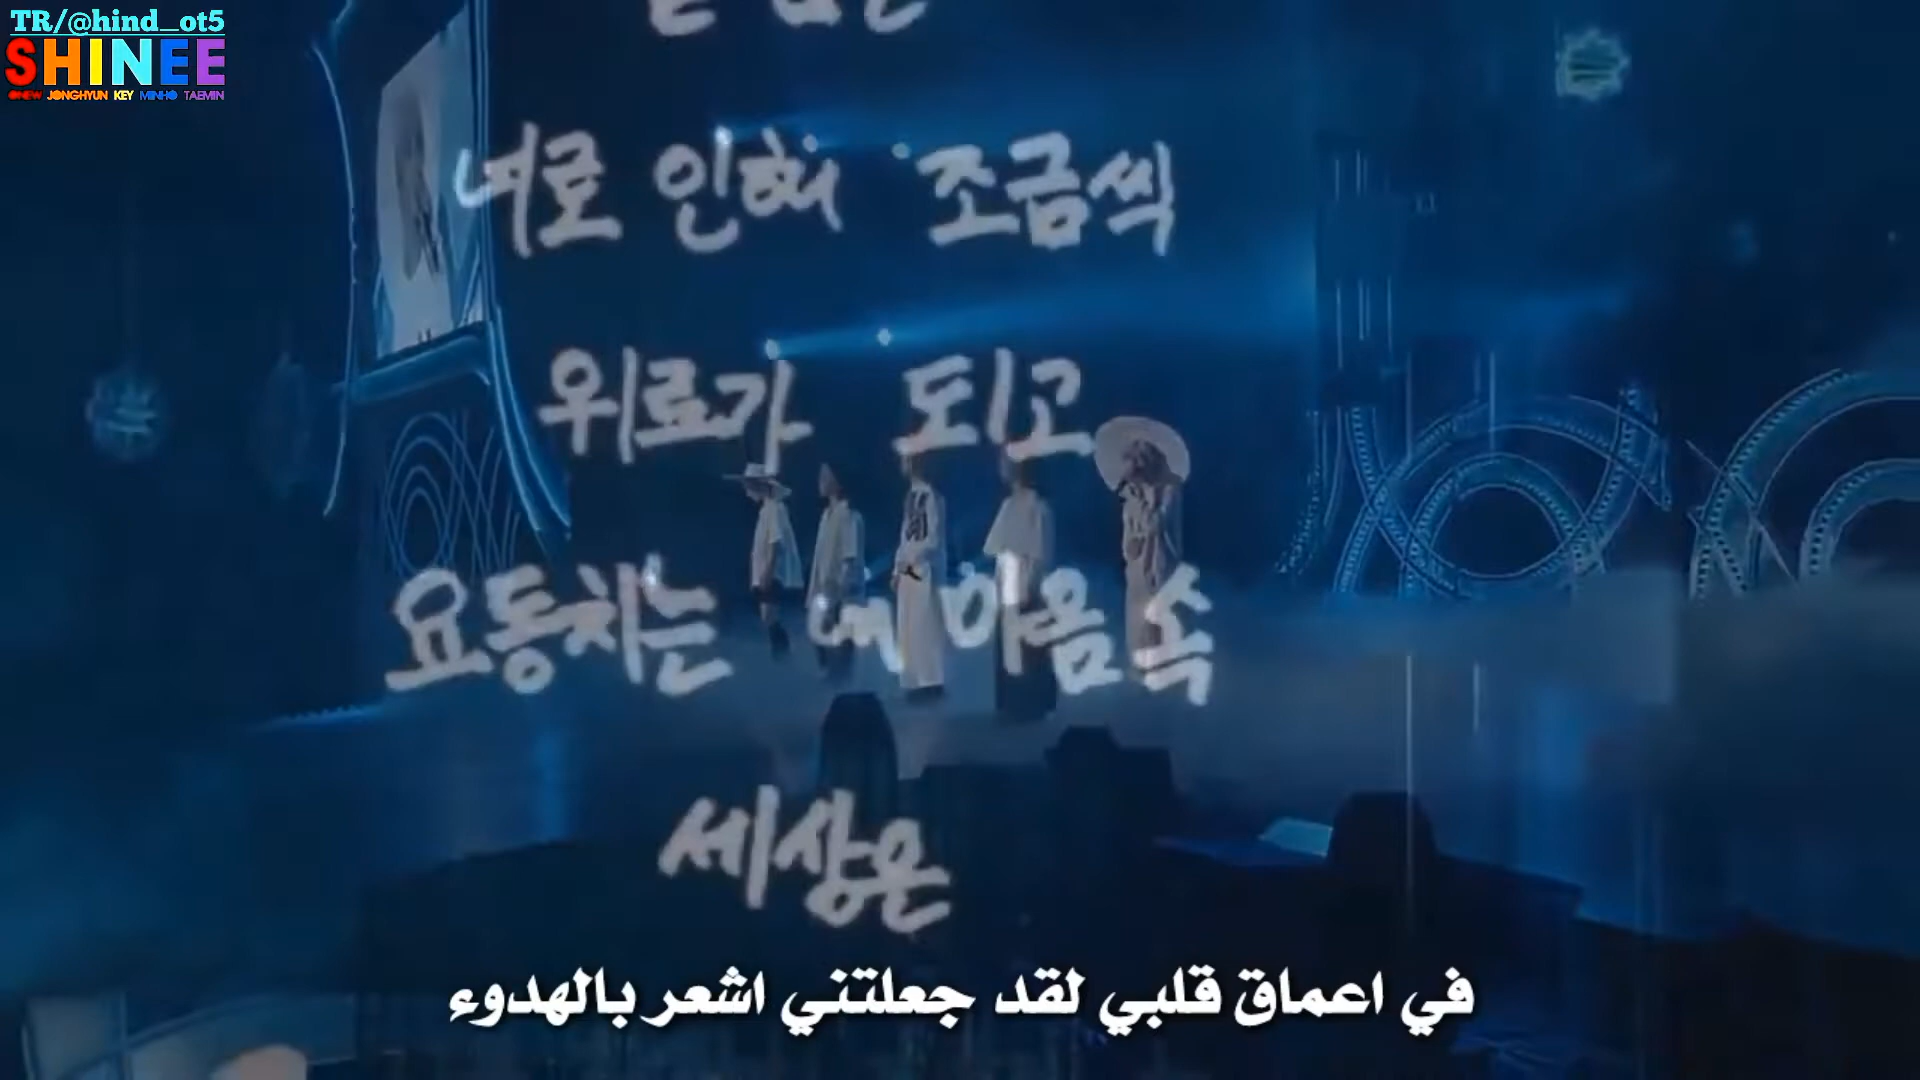 TR/@hind_ot5
SHINEE
ONEW JONGHYUN KEY MINHO TAEMIN
너로 인해 조금씩
위로가 되고
요동치는 내 마음 속
세상은
في اعماق قلبي لقد جعلتني اشعر بالهدوء